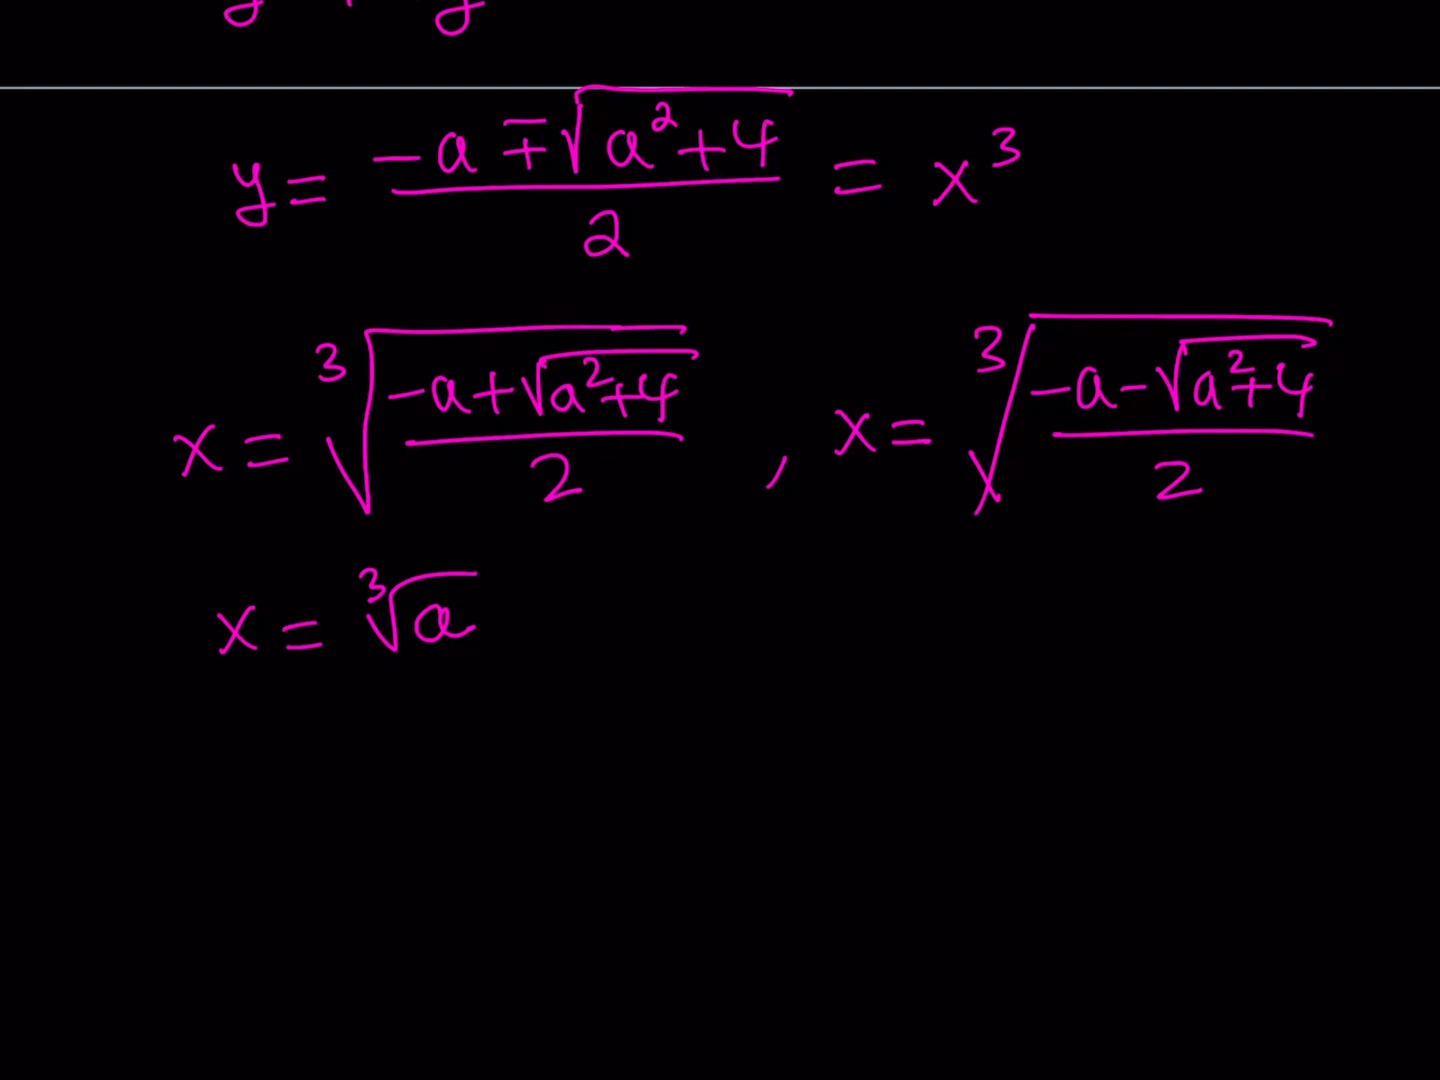 y = (-a ∓ √(a² + 4)) / 2 = x³
x = ∛((-a + √(a² + 4)) / 2) , x = ∛((-a - √(a² + 4)) / 2)
x = ∛a